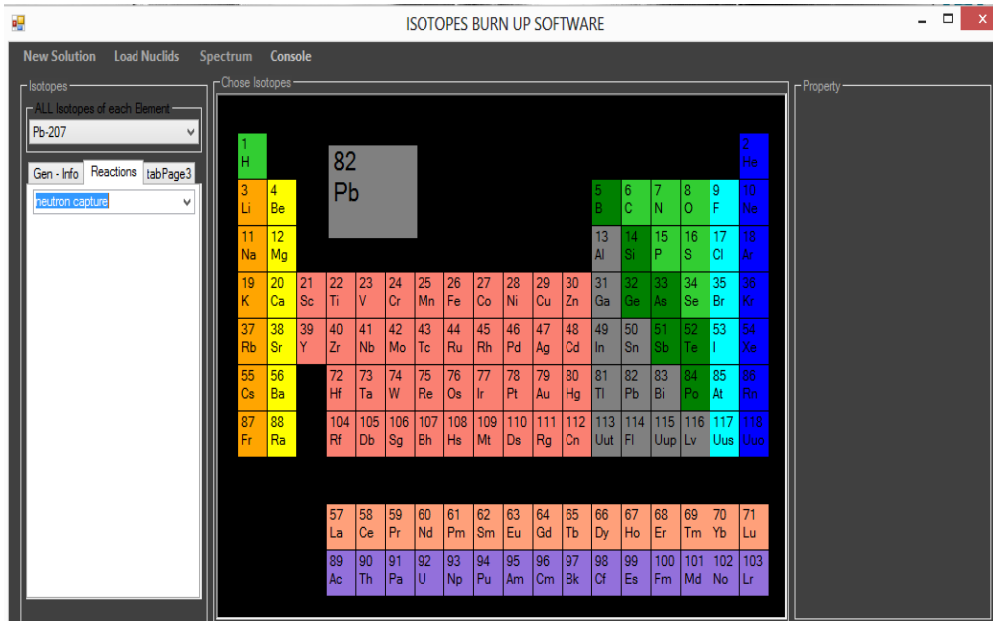 ISOTOPES BURN UP SOFTWARE
New Solution Load Nuclids Spectrum Console
Isotopes
ALL Isotopes of each Element
Pb-207
Gen - Info Reactions tabPage3
neutron capture
Chose Isotopes
Property
82
Pb
1 2
H He
3 4 5 6 7 8 9 10
Li Be B C N O F Ne
11 12 13 14 15 16 17 18
Na Mg Al Si P S Cl Ar
19 20 21 22 23 24 25 26 27 28 29 30 31 32 33 34 35 36
K Ca Sc Ti V Cr Mn Fe Co Ni Cu Zn Ga Ge As Se Br Kr
37 38 39 40 41 42 43 44 45 46 47 48 49 50 51 52 53 54
Rb Sr Y Zr Nb Mo Tc Ru Rh Pd Ag Cd In Sn Sb Te I Xe
55 56 72 73 74 75 76 77 78 79 80 81 82 83 84 85 86
Cs Ba Hf Ta W Re Os Ir Pt Au Hg Tl Pb Bi Po At Rn
87 88 104 105 106 107 108 109 110 111 112 113 114 115 116 117 118
Fr Ra Rf Db Sg Bh Hs Mt Ds Rg Cn Uut Fl Uup Lv Uus Uuo
57 58 59 60 61 62 63 64 65 66 67 68 69 70 71
La Ce Pr Nd Pm Sm Eu Gd Tb Dy Ho Er Tm Yb Lu
89 90 91 92 93 94 95 96 97 98 99 100 101 102 103
Ac Th Pa U Np Pu Am Cm Bk Cf Es Fm Md No Lr